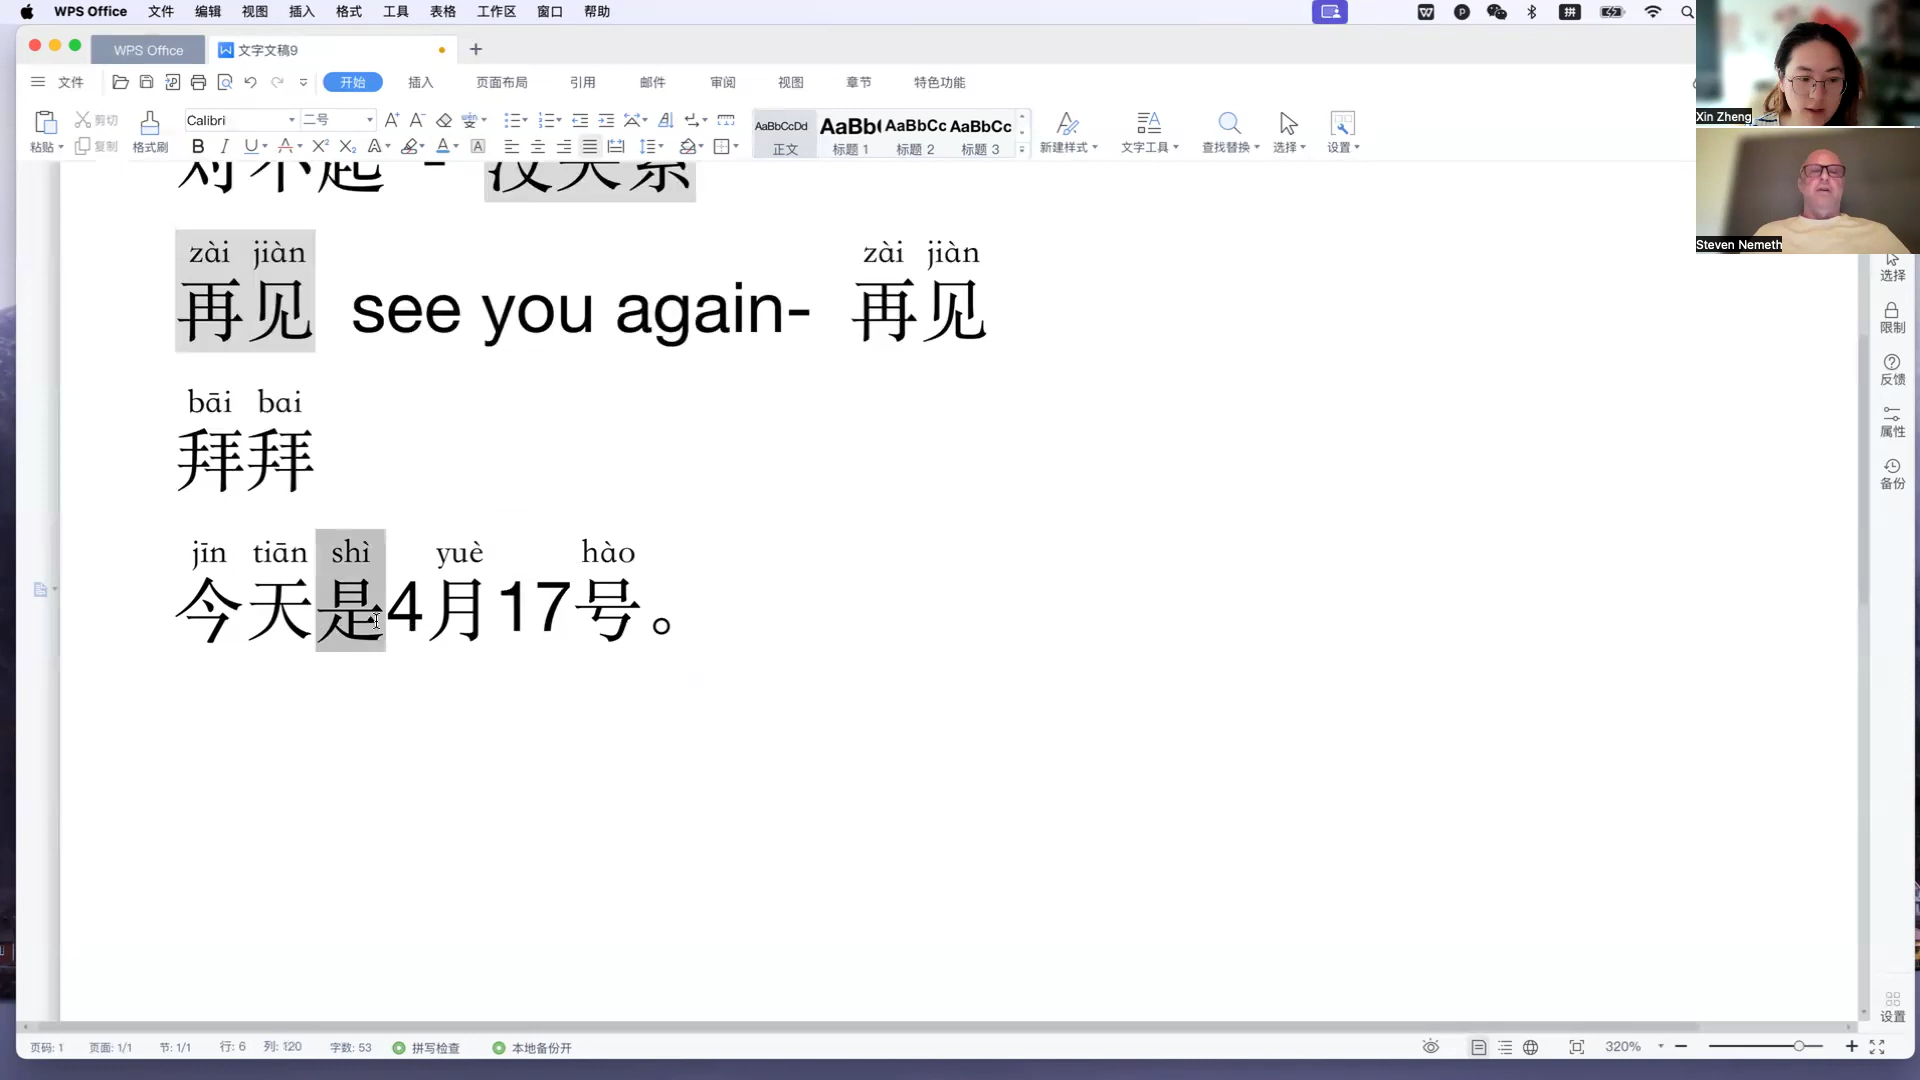 WPS Office 文件 编辑 视图 插入 格式 工具 表格 工作区 窗口 帮助
WPS Office 文字文稿9
文件 开始 插入 页面布局 引用 邮件 审阅 视图 章节 特色功能
粘贴 剪切 复制 格式刷 Calibri 二号
AaBbCcDd 正文 AaBb( 标题 1 AaBbCc 标题 2 AaBbCc 标题 3 新建样式 文字工具 查找替换 选择 设置
Xin Zheng
Steven Nemeth
对不起 - 没关系
zài jiàn zài jiàn
再见 see you again- 再见
bāi bai
拜拜
jīn tiān shì yuè hào
今天是4月17号。
选择
限制
反馈
属性
备份
设置
页码: 1 页面: 1/1 节: 1/1 行: 6 列: 120 字数: 53 拼写检查 本地备份开 320%